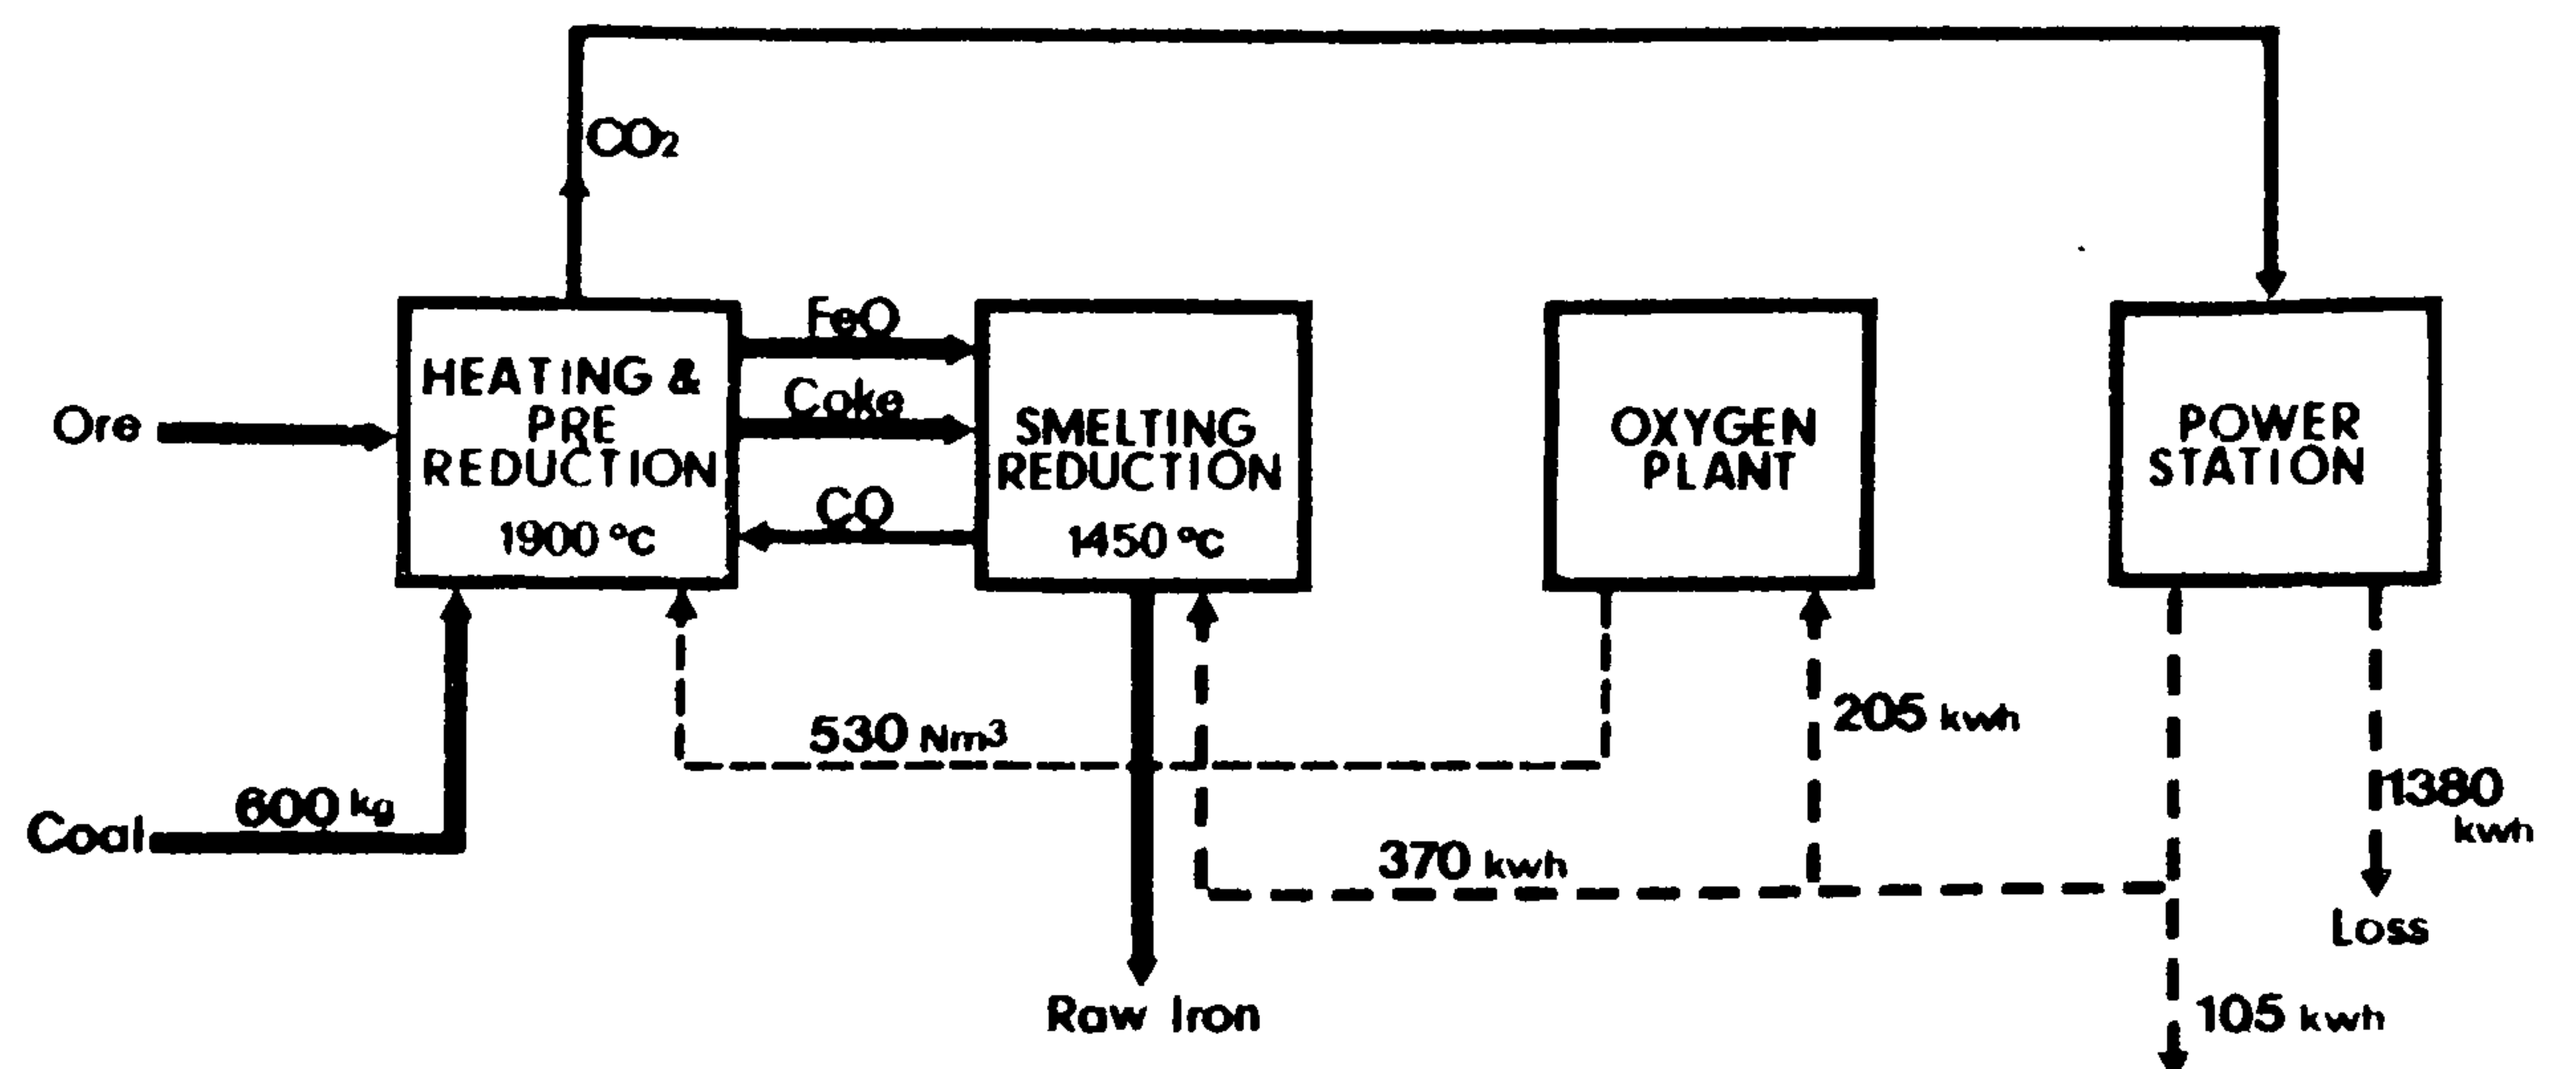 CO₂
FeO
HEATING &
PRE
REDUCTION
1900 °C
Coke
CO
Ore
SMELTING
REDUCTION
1450 °C
OXYGEN
PLANT
POWER
STATION
530 Nm³
205 kwh
600 kg
Coal
370 kwh
1380
kwh
Loss
Raw Iron
105 kwh